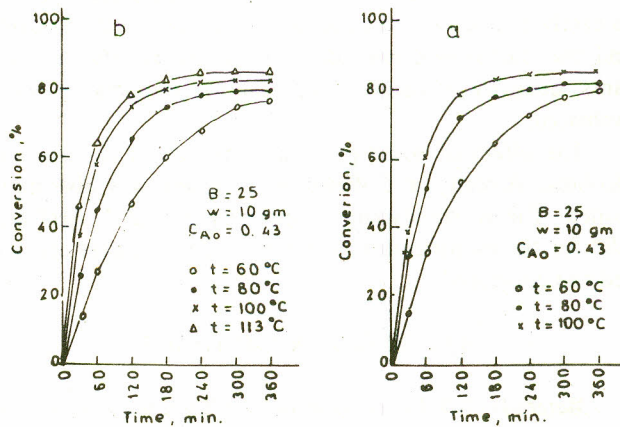 b
100
80
60
40
20
0
Conversion, %
B = 25
w = 10 gm
CAo = 0.43
o t = 60 °C
• t = 80 °C
x t = 100 °C
△ t = 113 °C
0 60 120 180 240 300 360
Time, min.
a
100
80
60
40
20
0
Converion, %
B = 25
w = 10 gm
CAo = 0.43
o t = 60 °C
• t = 80 °C
x t = 100 °C
0 60 120 180 240 300 360
Time, min.